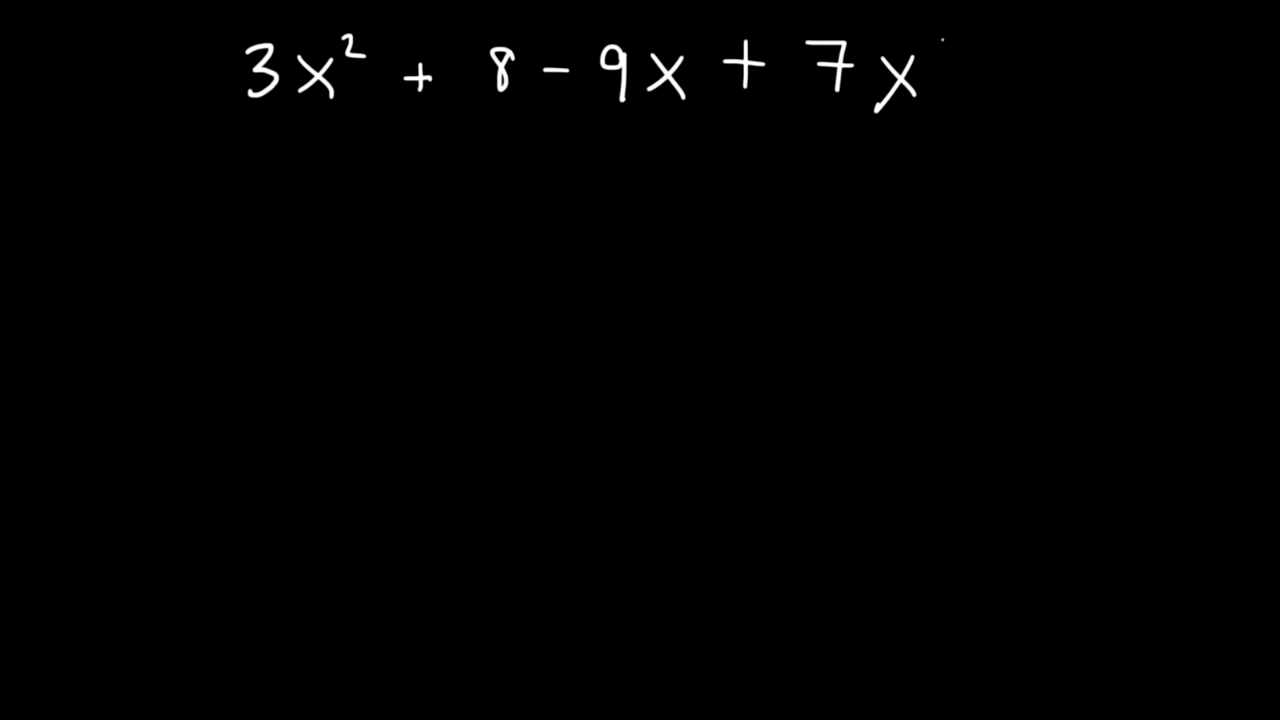 3x² + 8 - 9x + 7x